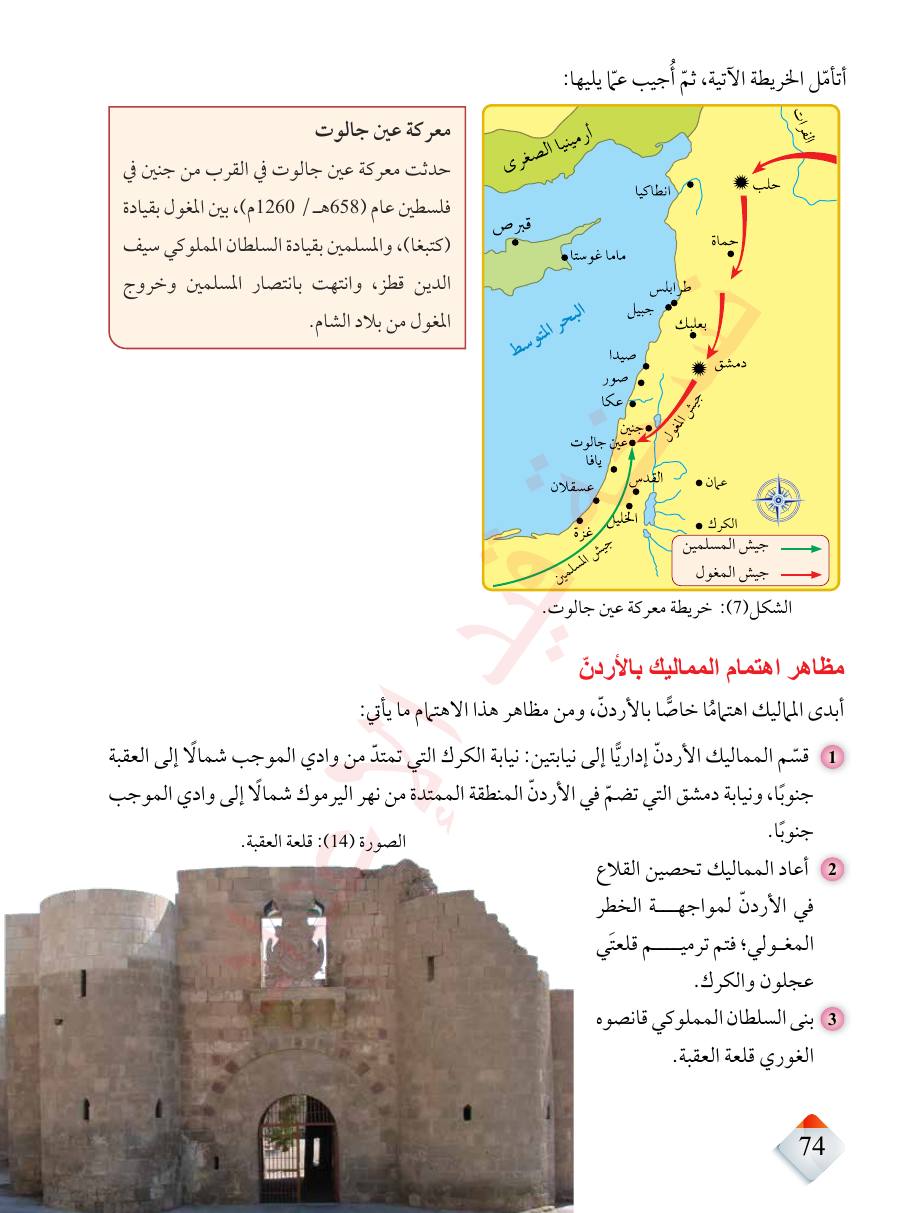 أتأمّل الخريطة الآتية، ثمّ أُجيب عمّا يليها:
معركة عين جالوت
حدثت معركة عين جالوت في القرب من جنين في
فلسطين عام (658هـ / 1260م)، بين المغول بقيادة
(كتبغا)، والمسلمين بقيادة السلطان المملوكي سيف
الدين قطز، وانتهت بانتصار المسلمين وخروج
المغول من بلاد الشام.
الفرات
أرمينيا الصغرى
حلب
انطاكيا
قبرص
حماة
ماما غوستا
طرابلس
جبيل
البحر المتوسط
بعلبك
صيدا
دمشق
صور
عكا
جيش المغول
جنين
عين جالوت
يافا
القدس
عمان
عسقلان
الخليل
الكرك
غزة
جيش المسلمين
جيش المسلمين
جيش المغول
الشكل(7): خريطة معركة عين جالوت.
مظاهر اهتمام المماليك بالأردنّ
أبدى المماليك اهتمامًا خاصًّا بالأردنّ، ومن مظاهر هذا الاهتمام ما يأتي:
1 قسّم المماليك الأردنّ إداريًّا إلى نيابتين: نيابة الكرك التي تمتدّ من وادي الموجب شمالًا إلى العقبة
جنوبًا، ونيابة دمشق التي تضمّ في الأردنّ المنطقة الممتدة من نهر اليرموك شمالًا إلى وادي الموجب
جنوبًا.
الصورة (14): قلعة العقبة.
2 أعاد المماليك تحصين القلاع
في الأردنّ لمواجهة الخطر
المغولي؛ فتم ترميم قلعتَي
عجلون والكرك.
3 بنى السلطان المملوكي قانصوه
الغوري قلعة العقبة.
74